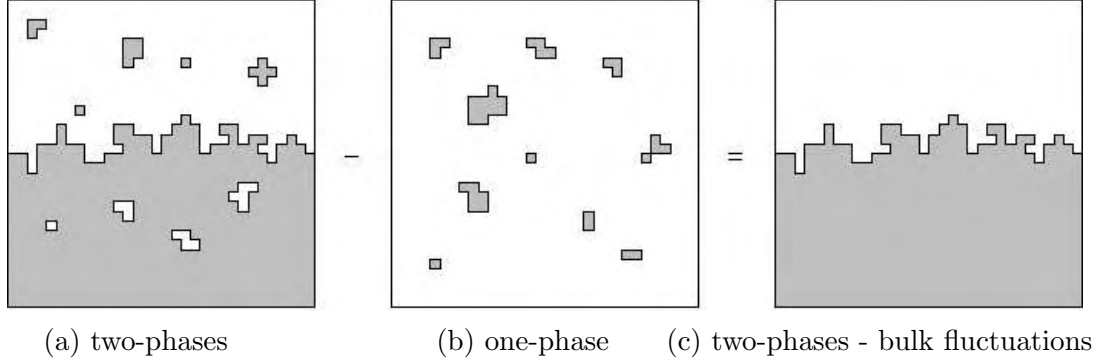 − =
(a) two-phases (b) one-phase (c) two-phases - bulk fluctuations